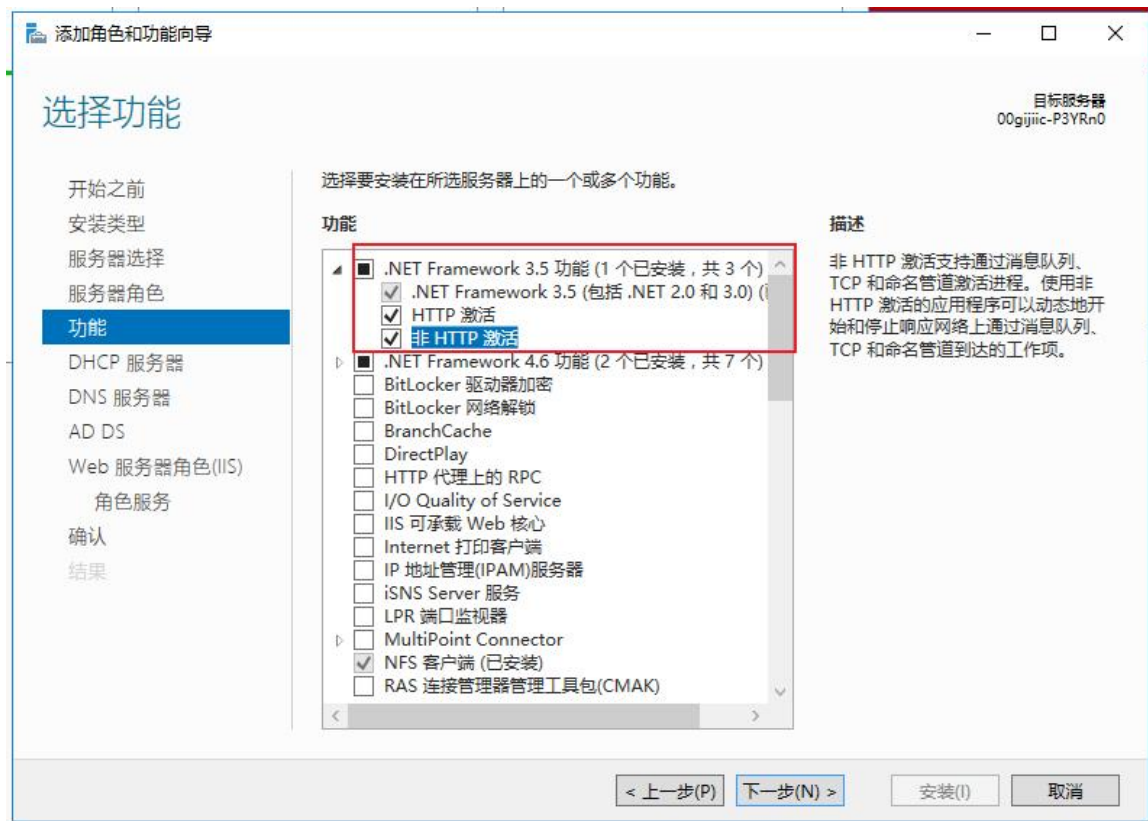 添加角色和功能向导
选择功能
目标服务器
00gijiic-P3YRn0
开始之前
安装类型
服务器选择
服务器角色
功能
DHCP 服务器
DNS 服务器
AD DS
Web 服务器角色(IIS)
角色服务
确认
结果
选择要安装在所选服务器上的一个或多个功能。
功能
.NET Framework 3.5 功能 (1 个已安装，共 3 个)
.NET Framework 3.5 (包括 .NET 2.0 和 3.0) (
HTTP 激活
非 HTTP 激活
.NET Framework 4.6 功能 (2 个已安装，共 7 个)
BitLocker 驱动器加密
BitLocker 网络解锁
BranchCache
DirectPlay
HTTP 代理上的 RPC
I/O Quality of Service
IIS 可承载 Web 核心
Internet 打印客户端
IP 地址管理(IPAM)服务器
iSNS Server 服务
LPR 端口监视器
MultiPoint Connector
NFS 客户端 (已安装)
RAS 连接管理器管理工具包(CMAK)
描述
非 HTTP 激活支持通过消息队列、
TCP 和命名管道激活进程。使用非
HTTP 激活的应用程序可以动态地开
始和停止响应网络上通过消息队列、
TCP 和命名管道到达的工作项。
< 上一步(P)
下一步(N) >
安装(I)
取消